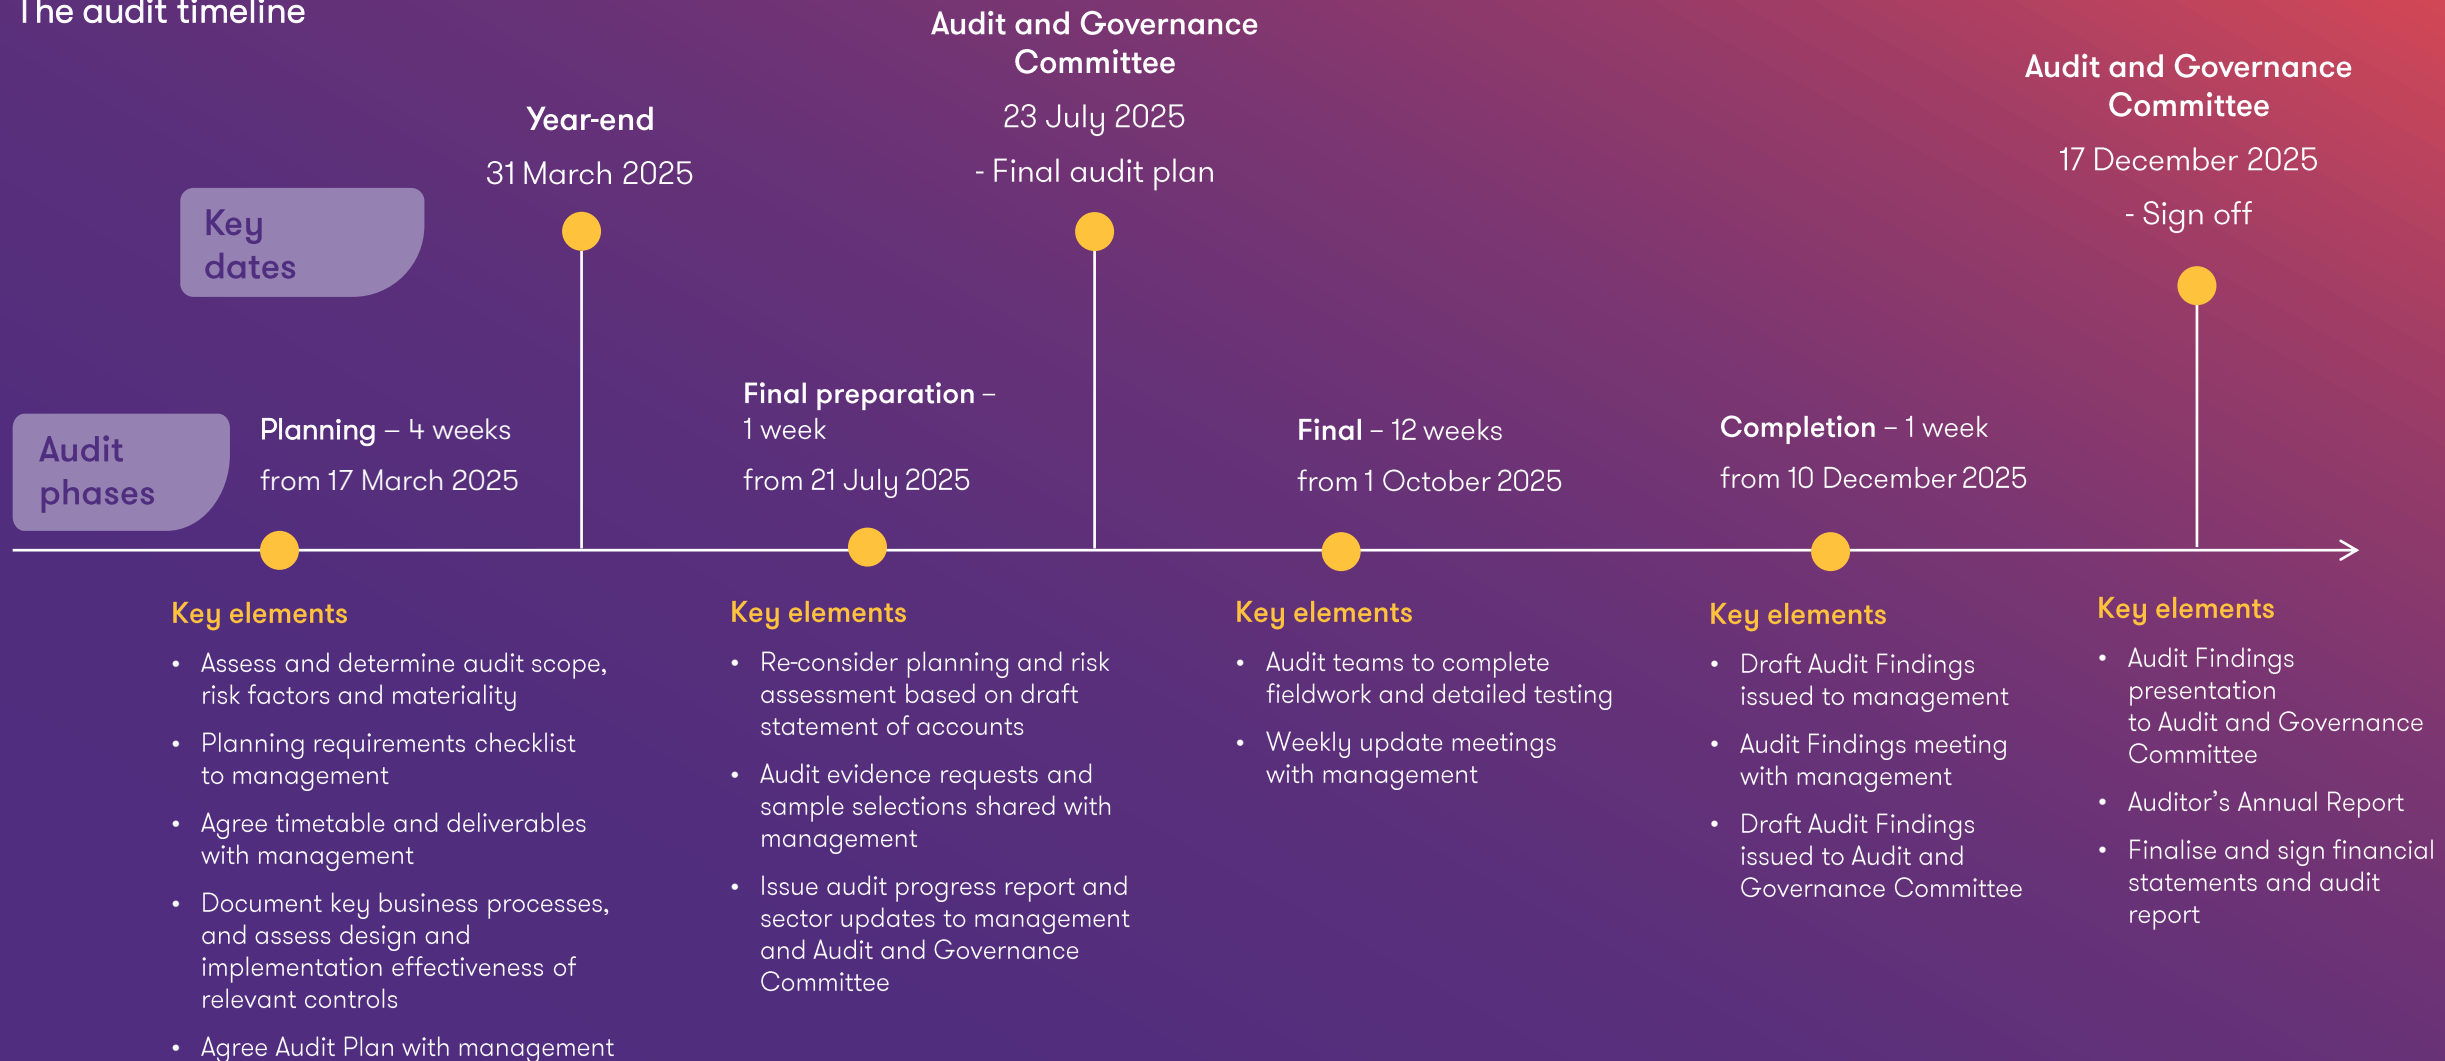 The audit timeline
Audit and Governance
Committee
23 July 2025
- Final audit plan
Audit and Governance
Committee
17 December 2025
- Sign off
Year-end
31 March 2025
Key
dates
Audit
phases
Planning – 4 weeks
from 17 March 2025
Final preparation –
1 week
from 21 July 2025
Final – 12 weeks
from 1 October 2025
Completion – 1 week
from 10 December 2025
Key elements
• Assess and determine audit scope,
risk factors and materiality
• Planning requirements checklist
to management
• Agree timetable and deliverables
with management
• Document key business processes,
and assess design and
implementation effectiveness of
relevant controls
• Agree Audit Plan with management
Key elements
• Re-consider planning and risk
assessment based on draft
statement of accounts
• Audit evidence requests and
sample selections shared with
management
• Issue audit progress report and
sector updates to management
and Audit and Governance
Committee
Key elements
• Audit teams to complete
fieldwork and detailed testing
• Weekly update meetings
with management
Key elements
• Draft Audit Findings
issued to management
• Audit Findings meeting
with management
• Draft Audit Findings
issued to Audit and
Governance Committee
Key elements
• Audit Findings
presentation
to Audit and Governance
Committee
• Auditor’s Annual Report
• Finalise and sign financial
statements and audit
report